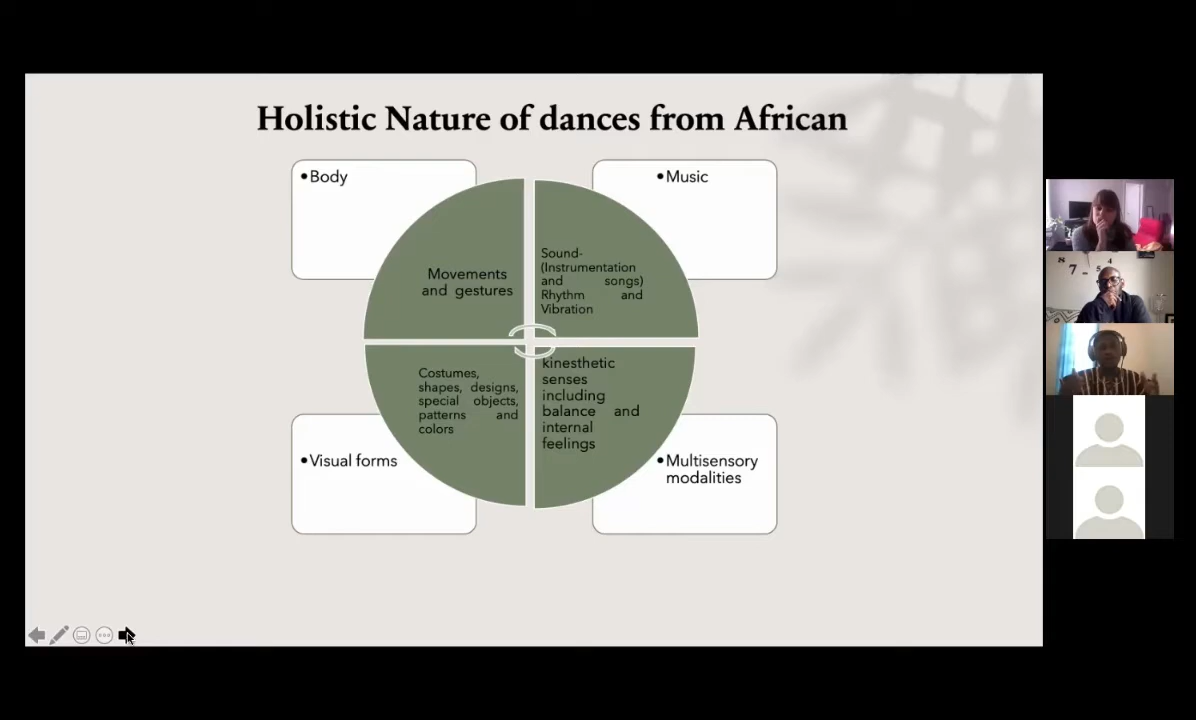 Holistic Nature of dances from African
•Body
•Music
Movements
and gestures
Sound-
(Instrumentation
and songs)
Rhythm and
Vibration
Costumes,
shapes, designs,
special objects,
patterns and
colors
kinesthetic
senses
including
balance and
internal
feelings
•Visual forms
•Multisensory
modalities